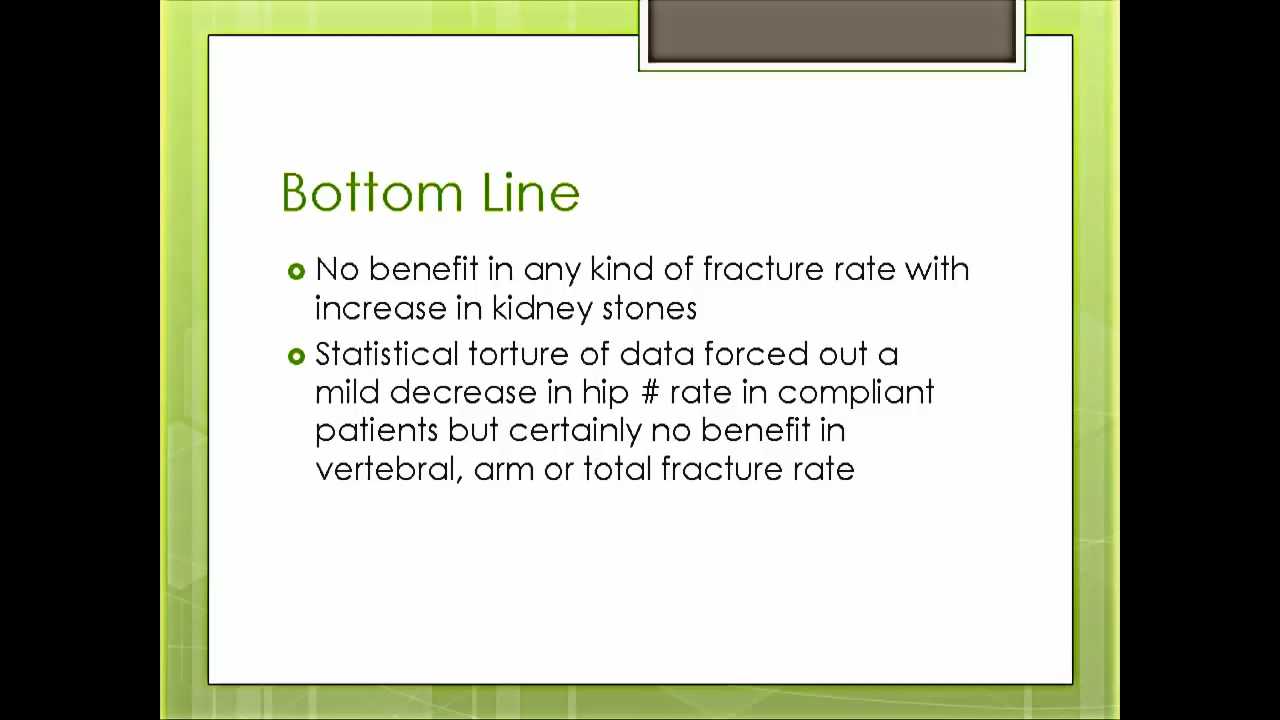 Bottom Line
No benefit in any kind of fracture rate with
increase in kidney stones
Statistical torture of data forced out a
mild decrease in hip # rate in compliant
patients but certainly no benefit in
vertebral, arm or total fracture rate